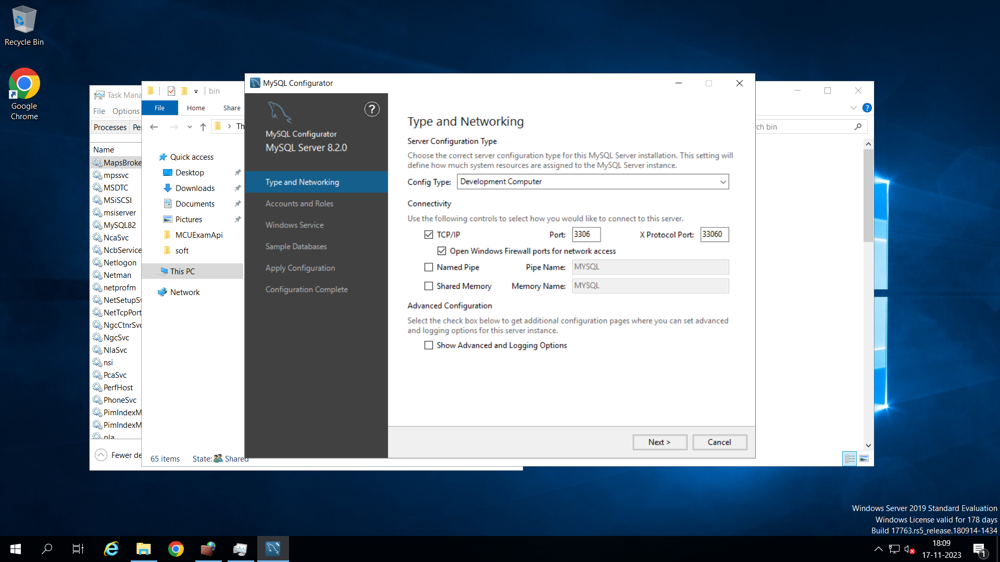 Recycle Bin
Google
Chrome
Task Mana
File Options
Processes Pe
Name
MapsBroke
mpssvc
MSDTC
MSiSCSI
msiserver
MySQL82
NcaSvc
NcbService
Netlogon
Netman
netprofm
NetSetupSv
NetTcpPort
NgcCtnrSvc
NgcSvc
NlaSvc
nsi
PcaSvc
PerfHost
PhoneSvc
PimIndexM
PimIndexM
pla
Fewer de
bin
File Home Share
Th
Quick access
Desktop
Downloads
Documents
Pictures
MCUExamApi
soft
This PC
Network
65 items State: Shared
rch bin
MySQL Configurator
MySQL Configurator
MySQL Server 8.2.0
Type and Networking
Accounts and Roles
Windows Service
Sample Databases
Apply Configuration
Configuration Complete
Type and Networking
Server Configuration Type
Choose the correct server configuration type for this MySQL Server installation. This setting will
define how much system resources are assigned to the MySQL Server instance.
Config Type: Development Computer
Connectivity
Use the following controls to select how you would like to connect to this server.
TCP/IP Port: 3306 X Protocol Port: 33060
Open Windows Firewall ports for network access
Named Pipe Pipe Name: MYSQL
Shared Memory Memory Name: MYSQL
Advanced Configuration
Select the check box below to get additional configuration pages where you can set advanced
and logging options for this server instance.
Show Advanced and Logging Options
Next > Cancel
Windows Server 2019 Standard Evaluation
Windows License valid for 178 days
Build 17763.rs5_release.180914-1434
18:09
17-11-2023
1